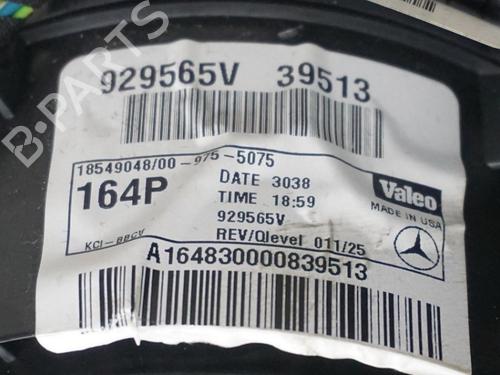 929565V 39513
18549048/00-975-5075
164P
DATE 3038
TIME 18:59
929565V
REV/Qlevel 011/25
KCI-BBCV
Valeo
MADE IN USA
A164830000839513
B-PARTS